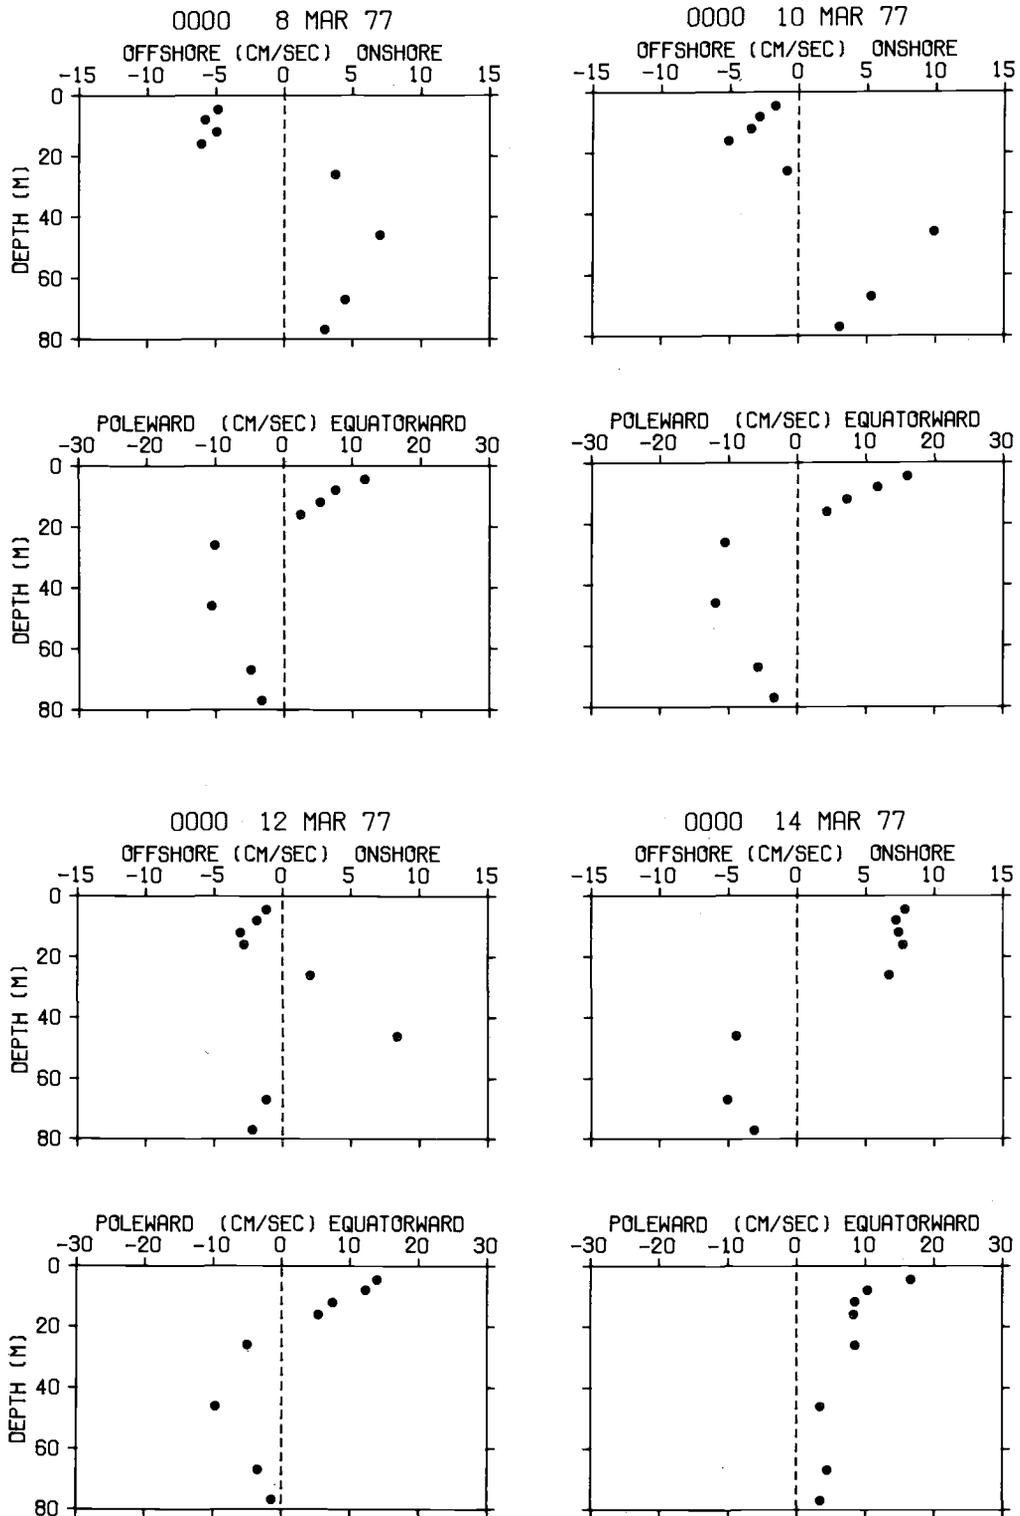 0000 8 MAR 77
OFFSHORE (CM/SEC) ONSHORE
-15 -10 -5 0 5 10 15
0
20
40
60
80
DEPTH (M)
0000 10 MAR 77
OFFSHORE (CM/SEC) ONSHORE
-15 -10 -5 0 5 10 15
POLEWARD (CM/SEC) EQUATORWARD
-30 -20 -10 0 10 20 30
0
20
40
60
80
DEPTH (M)
POLEWARD (CM/SEC) EQUATORWARD
-30 -20 -10 0 10 20 30
0000 12 MAR 77
OFFSHORE (CM/SEC) ONSHORE
-15 -10 -5 0 5 10 15
0
20
40
60
80
DEPTH (M)
0000 14 MAR 77
OFFSHORE (CM/SEC) ONSHORE
-15 -10 -5 0 5 10 15
POLEWARD (CM/SEC) EQUATORWARD
-30 -20 -10 0 10 20 30
0
20
40
60
80
DEPTH (M)
POLEWARD (CM/SEC) EQUATORWARD
-30 -20 -10 0 10 20 30